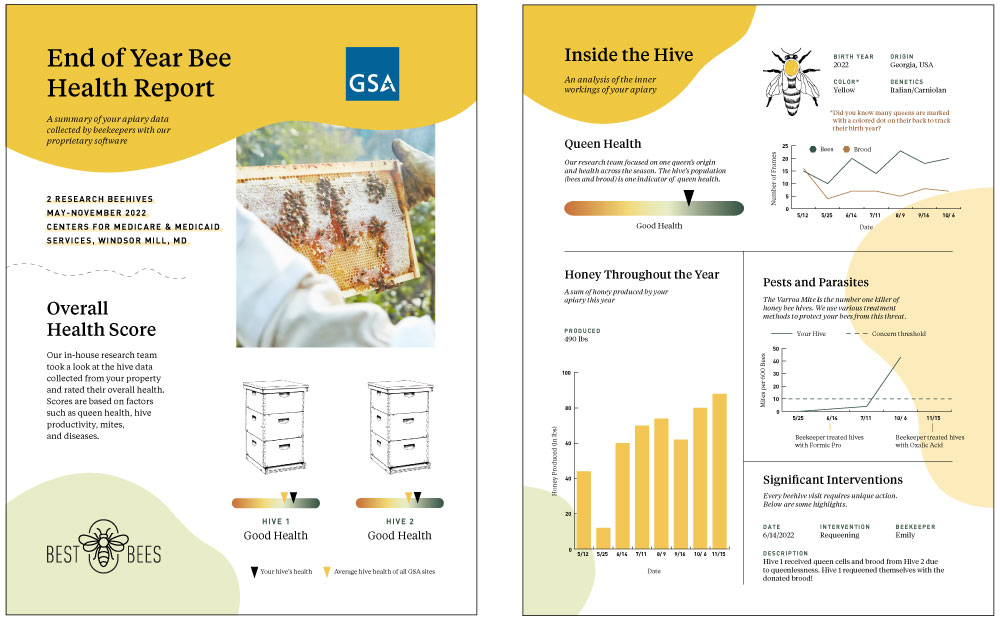 End of Year Bee
Health Report
GSA
A summary of your apiary data
collected by beekeepers with our
proprietary software
2 RESEARCH BEEHIVES
MAY-NOVEMBER 2022
CENTERS FOR MEDICARE & MEDICAID
SERVICES, WINDSOR MILL, MD
Overall
Health Score
Our in-house research team
took a look at the hive data
collected from your property
and rated their overall health.
Scores are based on factors
such as queen health, hive
productivity, mites,
and diseases.
HIVE 1
Good Health
HIVE 2
Good Health
Your hive's health
Average hive health of all GSA sites
BEST BEES
Inside the Hive
An analysis of the inner
workings of your apiary
BIRTH YEAR
2022
ORIGIN
Georgia, USA
COLOR*
Yellow
GENETICS
Italian/Carniolan
*Did you know many queens are marked
with a colored dot on their back to track
their birth year?
Queen Health
Our research team focused on one queen's origin
and health across the season. The hive's population
(bees and brood) is one indicator of queen health.
Good Health
Bees Brood
Number of Frames
25
20
15
10
5
0
5/12 5/25 6/14 7/11 8/9 9/16 10/ 6
Date
Honey Throughout the Year
A sum of honey produced by your
apiary this year
PRODUCED
490 lbs
Honey Produced (in lbs)
100
80
60
40
20
0
5/12 5/25 6/14 7/11 8/9 9/16 10/ 6 11/15
Date
Pests and Parasites
The Varroa Mite is the number one killer of
honey bee hives. We use various treatment
methods to protect your bees from this threat.
Your Hive Concern threshold
Mites per 600 Bees
50
40
30
20
10
0
5/25 6/14 7/11 10/ 6 11/15
Beekeeper treated hives
with Formic Pro
Beekeeper treated hives
with Oxalic Acid
Significant Interventions
Every beehive visit requires unique action.
Below are some highlights.
DATE
6/14/2022
INTERVENTION
Requeening
BEEKEEPER
Emily
DESCRIPTION
Hive 1 received queen cells and brood from Hive 2 due
to queenlessness. Hive 1 requeened themselves with the
donated brood!